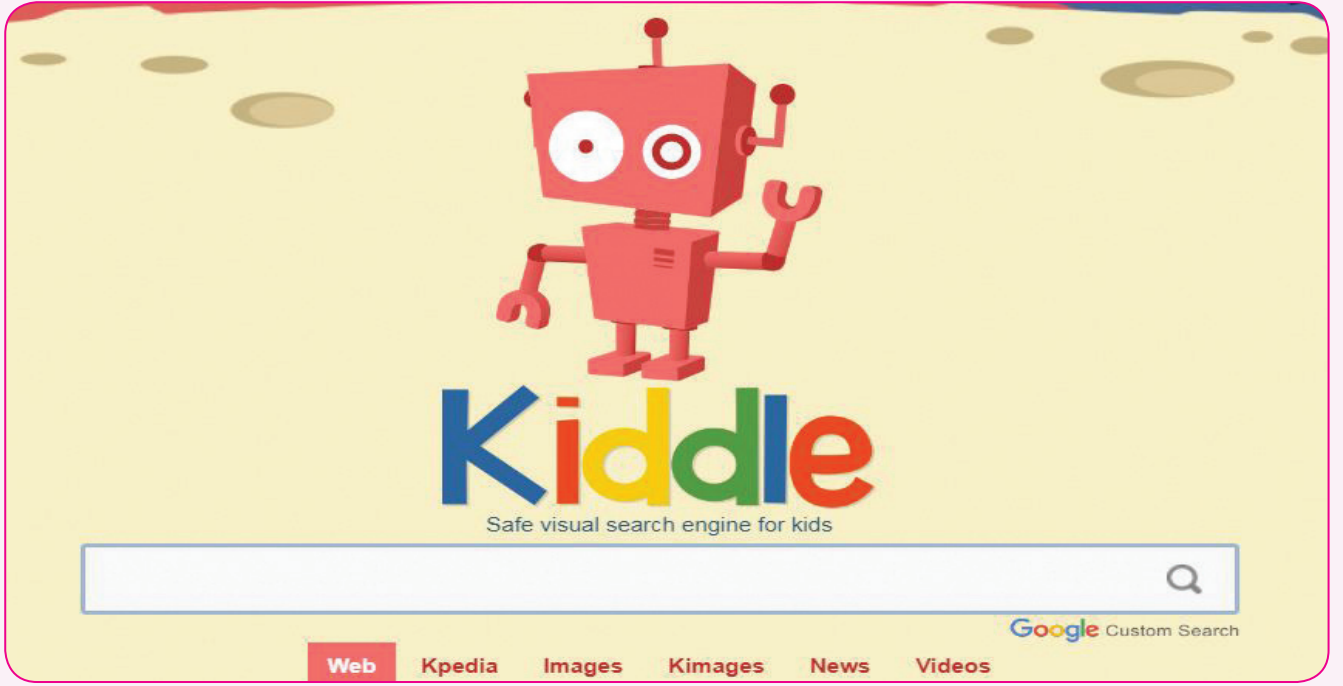 Kiddle
Safe visual search engine for kids
Google Custom Search
Web Kpedia Images Kimages News Videos